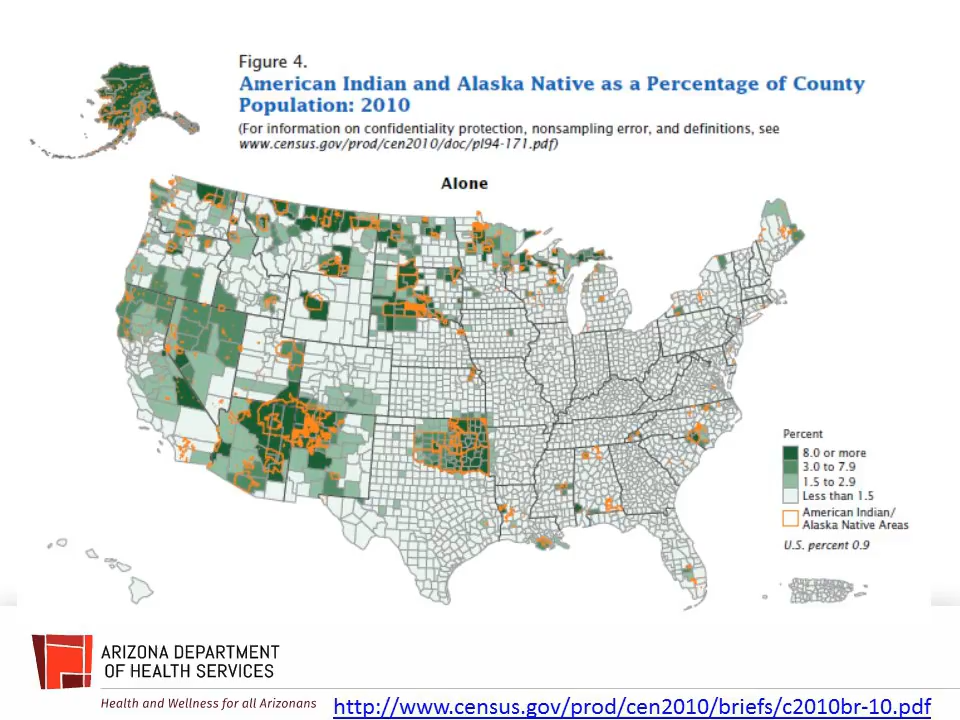 Figure 4.
American Indian and Alaska Native as a Percentage of County
Population: 2010
(For information on confidentiality protection, nonsampling error, and definitions, see
www.census.gov/prod/cen2010/doc/pl94-171.pdf)
Alone
Percent
8.0 or more
3.0 to 7.9
1.5 to 2.9
Less than 1.5
American Indian/
Alaska Native Areas
U.S. percent 0.9
ARIZONA DEPARTMENT
OF HEALTH SERVICES
Health and Wellness for all Arizonans
http://www.census.gov/prod/cen2010/briefs/c2010br-10.pdf